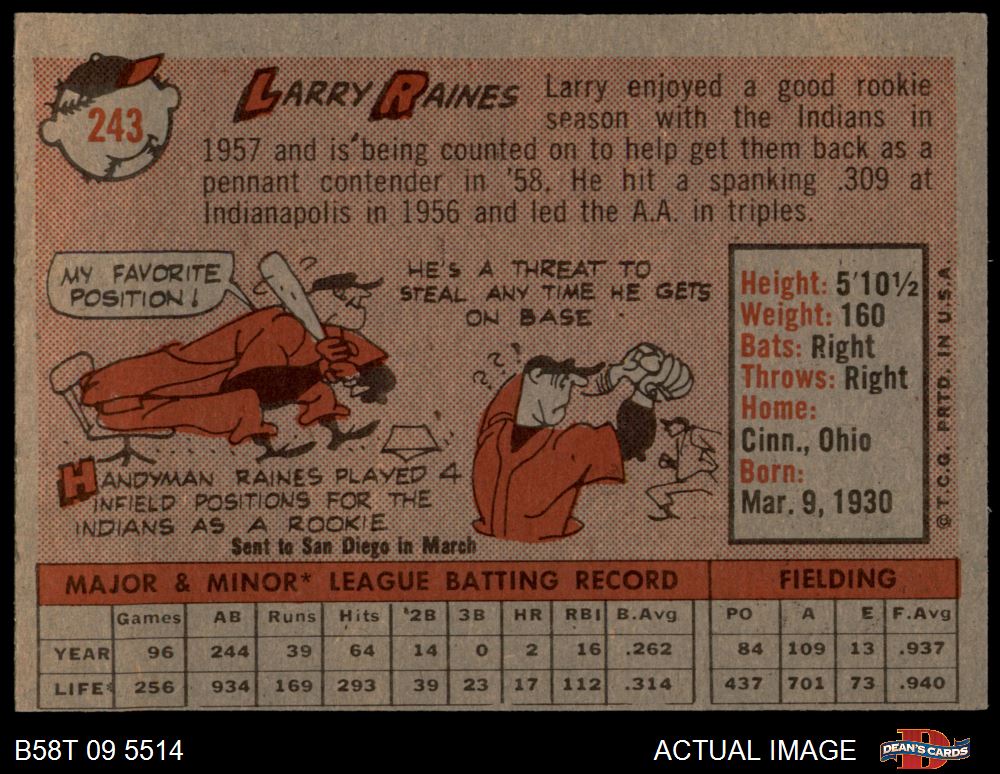 243
LARRY RAINES
Larry enjoyed a good rookie
season with the Indians in
1957 and is being counted on to help get them back as a
pennant contender in '58. He hit a spanking .309 at
Indianapolis in 1956 and led the A.A. in triples.
MY FAVORITE
POSITION!
HE'S A THREAT TO
STEAL ANY TIME HE GETS
ON BASE
HANDYMAN RAINES PLAYED 4
INFIELD POSITIONS FOR THE
INDIANS AS A ROOKIE
Sent to San Diego in March
Height: 5'10½
Weight: 160
Bats: Right
Throws: Right
Home:
Cinn., Ohio
Born:
Mar. 9, 1930
© T.C.G. PRTD. IN U.S.A.
MAJOR & MINOR* LEAGUE BATTING RECORD FIELDING
Games AB Runs Hits 2B 3B HR RBI B.Avg PO A E F.Avg
YEAR 96 244 39 64 14 0 2 16 .262 84 109 13 .937
LIFE* 256 934 169 293 39 23 17 112 .314 437 701 73 .940
B58T 09 5514
ACTUAL IMAGE
DEAN'S CARDS